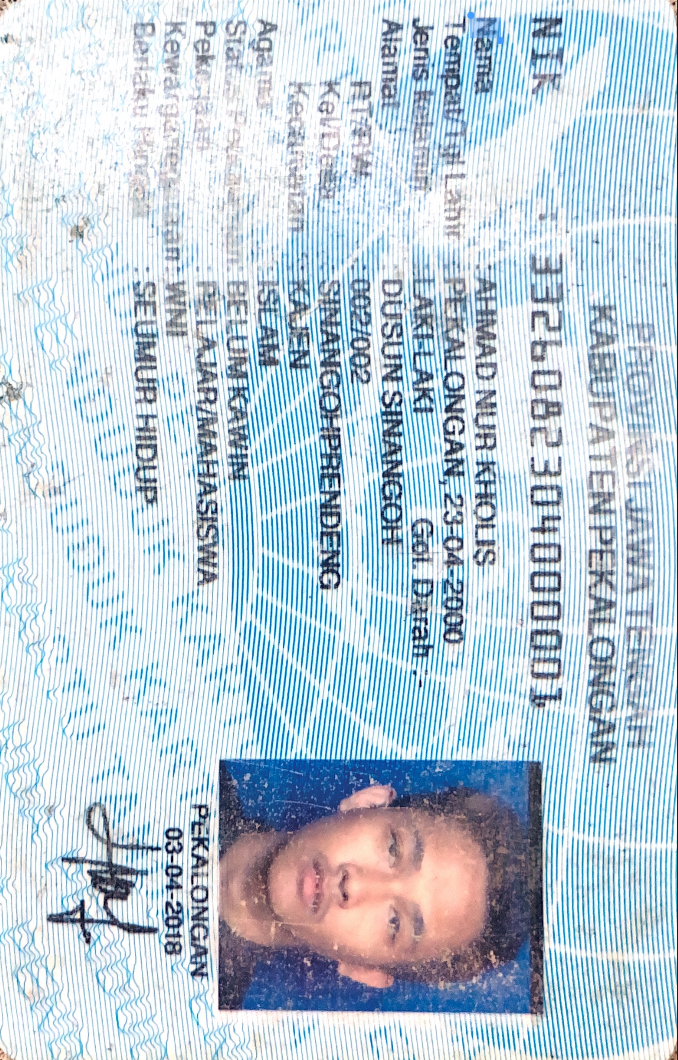 PROVINSI JAWA TENGAH
KABUPATEN PEKALONGAN
NIK : 3326082304000001
Nama AHMAD NUR KHOLIS
Tempat/Tgl Lahir PEKALONGAN, 23-04-2000
Jenis Kelamin LAKI-LAKI Gol. Darah : -
Alamat DUSUN SINANGOH
RT/RW : 002/002
Kel/Desa SINANGOHPRENDENG
Kecamatan : KAJEN
Agama ISLAM
Status Perkawinan: BELUM KAWIN
Pekerjaan : PELAJAR/MAHASISWA
Kewarganegaraan : WNI
Berlaku Hingga : SEUMUR HIDUP
PEKALONGAN
03-04-2018